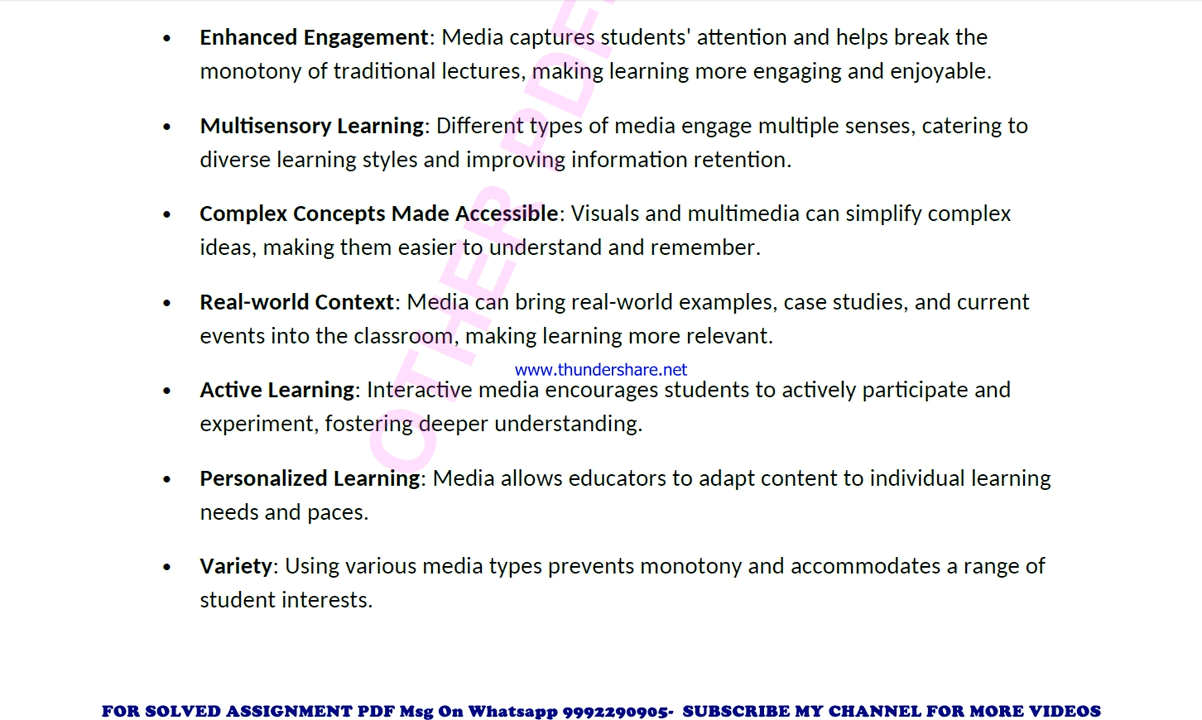 • Enhanced Engagement: Media captures students' attention and helps break the
monotony of traditional lectures, making learning more engaging and enjoyable.
• Multisensory Learning: Different types of media engage multiple senses, catering to
diverse learning styles and improving information retention.
• Complex Concepts Made Accessible: Visuals and multimedia can simplify complex
ideas, making them easier to understand and remember.
• Real-world Context: Media can bring real-world examples, case studies, and current
events into the classroom, making learning more relevant.
www.thundershare.net
• Active Learning: Interactive media encourages students to actively participate and
experiment, fostering deeper understanding.
• Personalized Learning: Media allows educators to adapt content to individual learning
needs and paces.
• Variety: Using various media types prevents monotony and accommodates a range of
student interests.
OTHER PDF
FOR SOLVED ASSIGNMENT PDF Msg On Whatsapp 9992290905- SUBSCRIBE MY CHANNEL FOR MORE VIDEOS